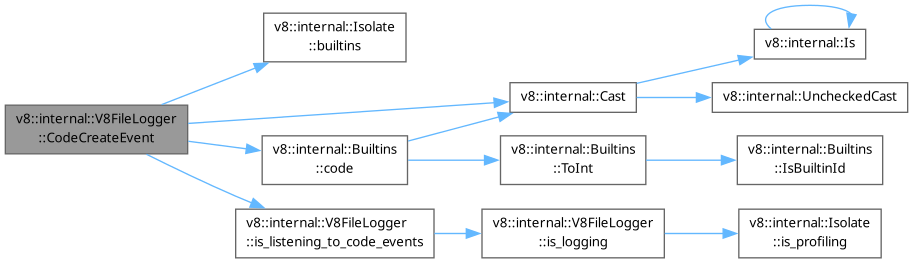 v8::internal::V8FileLogger
::CodeCreateEvent
v8::internal::Isolate
::builtins
v8::internal::Cast
v8::internal::Is
v8::internal::UncheckedCast
v8::internal::Builtins
::code
v8::internal::Builtins
::ToInt
v8::internal::Builtins
::IsBuiltinId
v8::internal::V8FileLogger
::is_listening_to_code_events
v8::internal::V8FileLogger
::is_logging
v8::internal::Isolate
::is_profiling